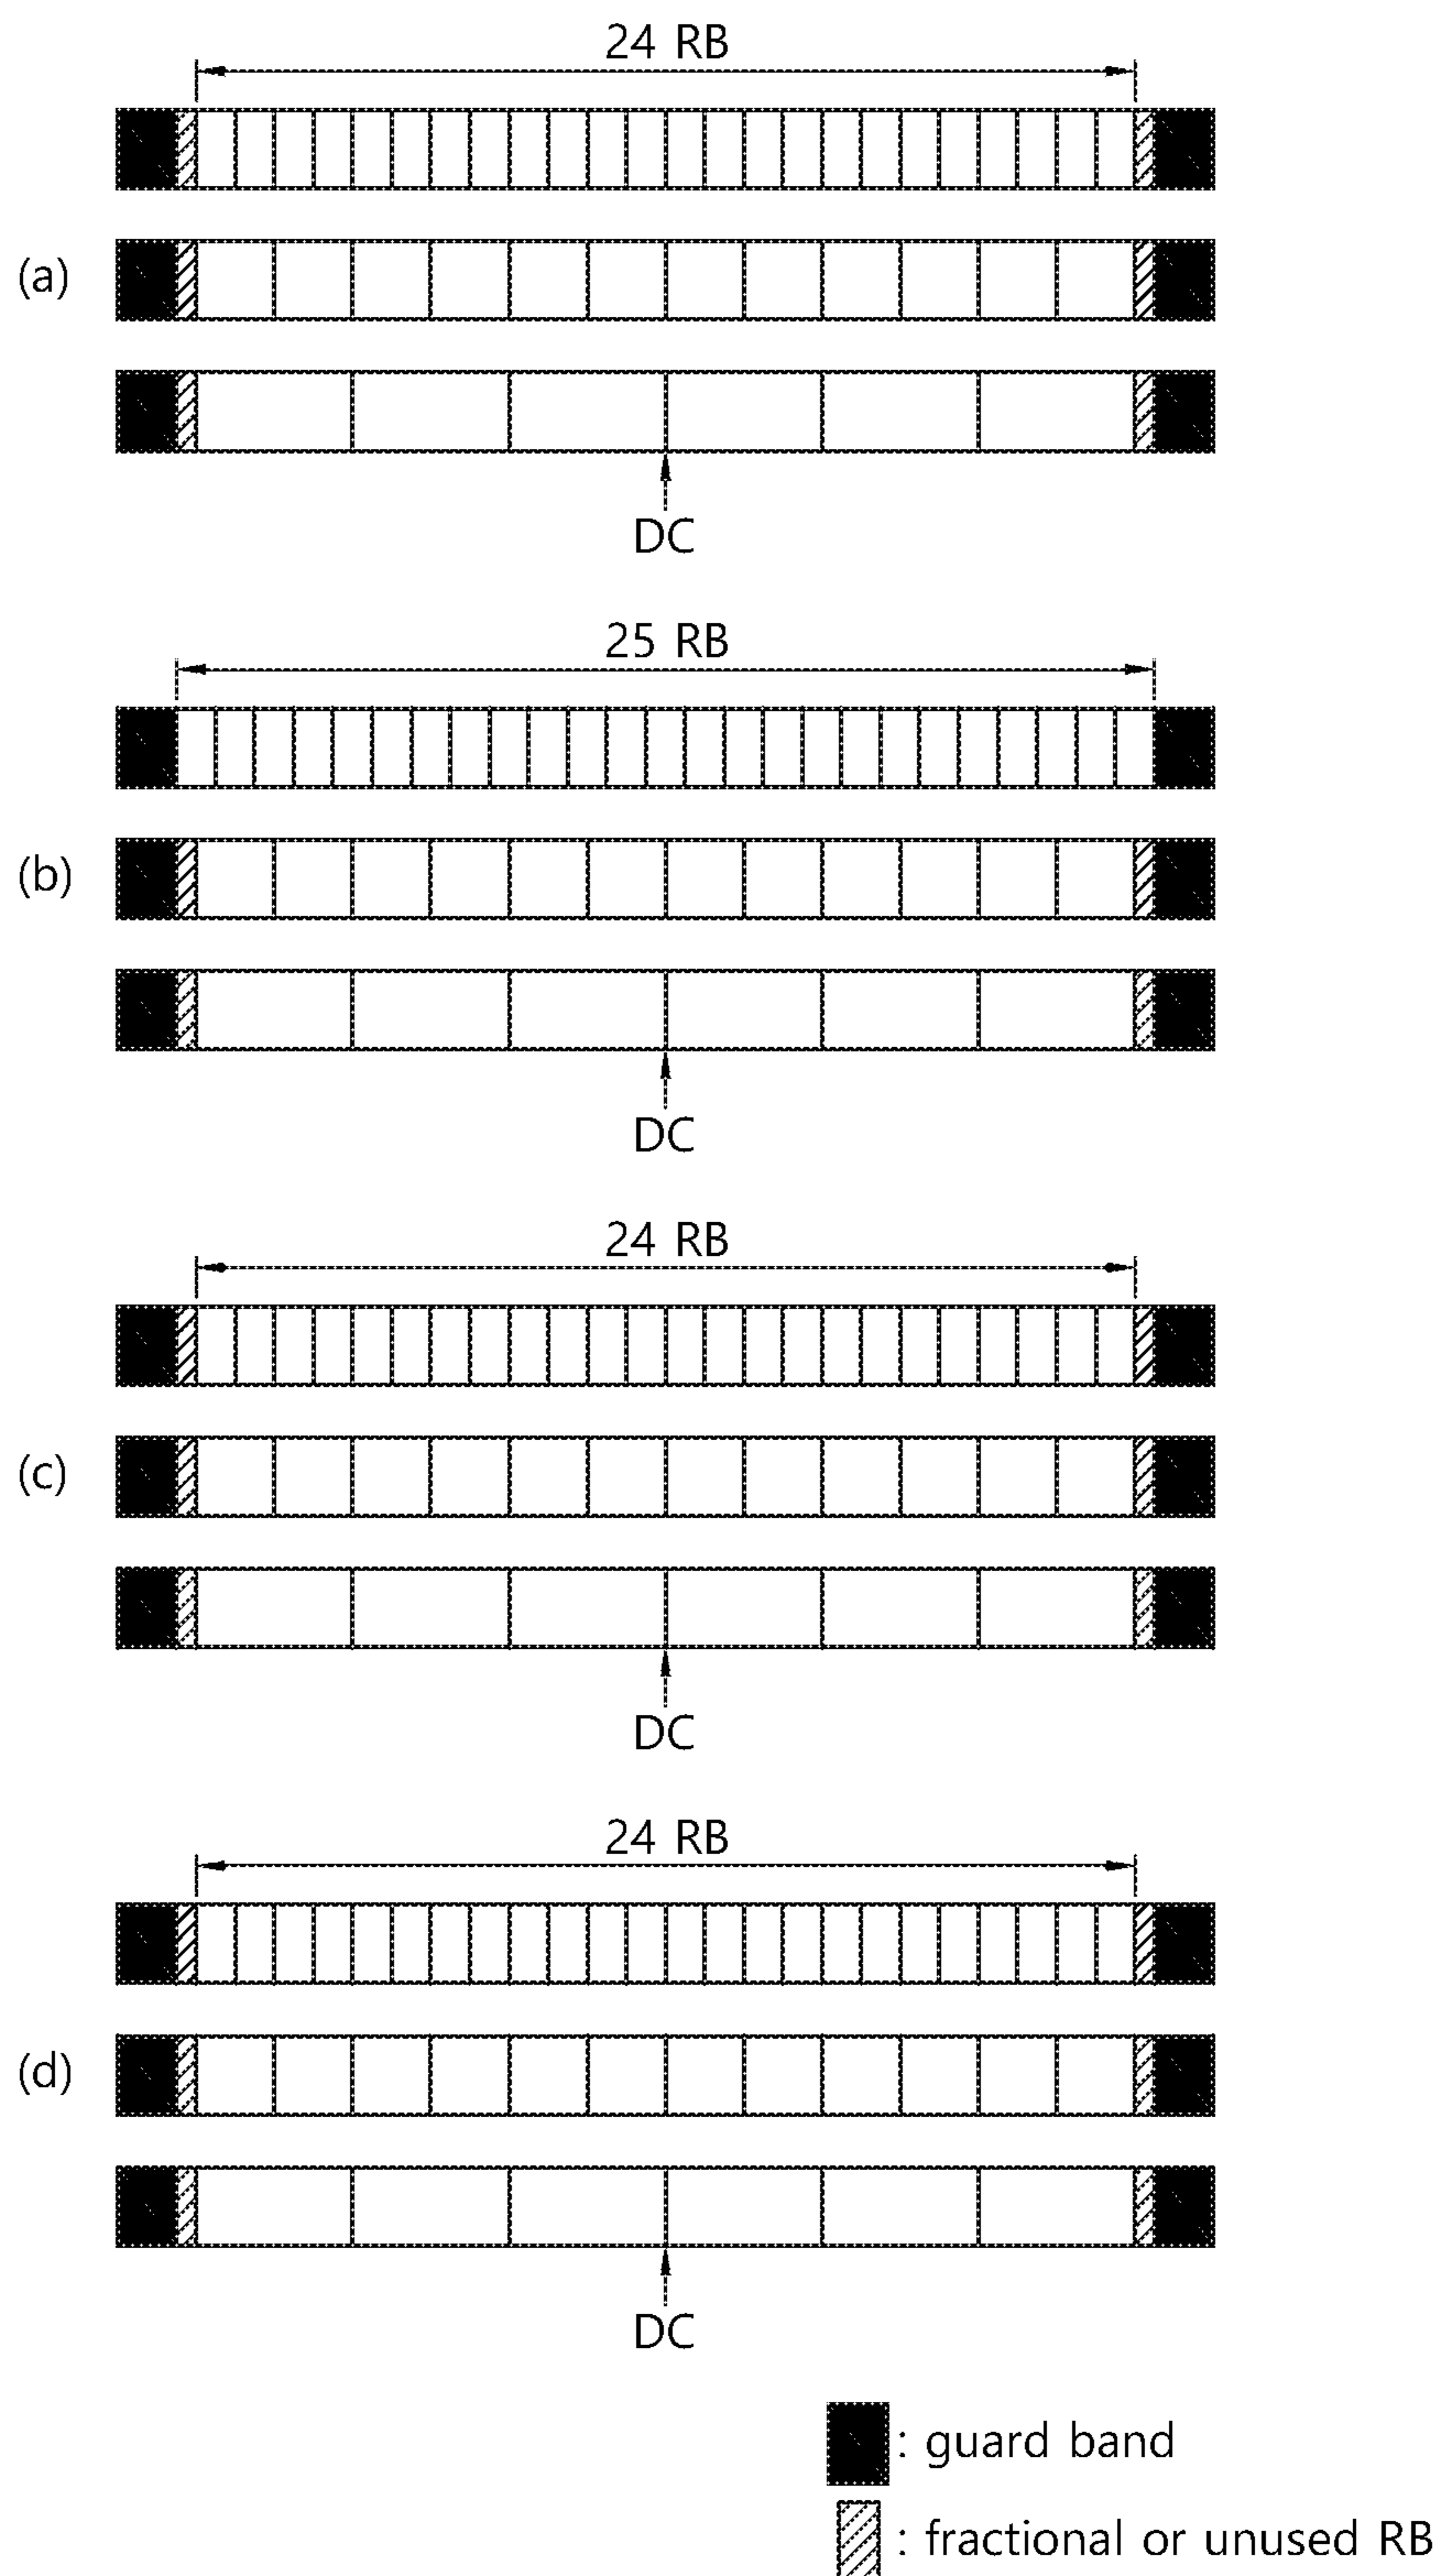 24 RB
(a)
DC
25 RB
(b)
DC
24 RB
(c)
DC
24 RB
(d)
DC
: guard band
: fractional or unused RB